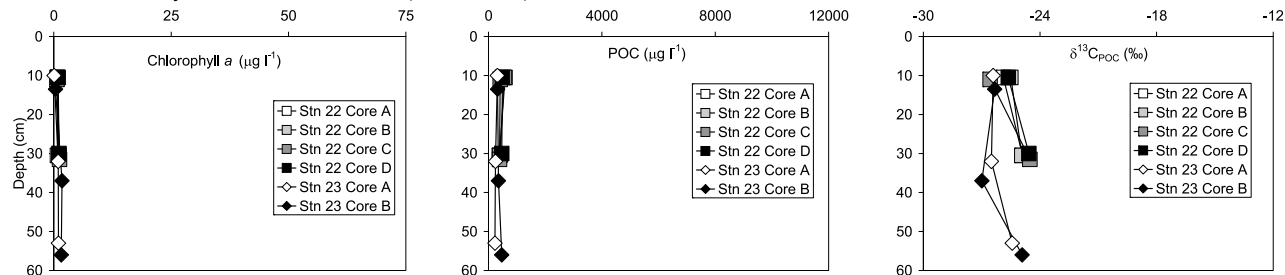 0 25 50 75
0 4000 8000 12000
-30 -24 -18 -12
0
10
20
30
40
50
60
Depth (cm)
Chlorophyll a (µg l⁻¹)
Stn 22 Core A
Stn 22 Core B
Stn 22 Core C
Stn 22 Core D
Stn 23 Core A
Stn 23 Core B
0
10
20
30
40
50
60
POC (µg l⁻¹)
Stn 22 Core A
Stn 22 Core B
Stn 22 Core C
Stn 22 Core D
Stn 23 Core A
Stn 23 Core B
0
10
20
30
40
50
60
δ¹³C_POC (‰)
Stn 22 Core A
Stn 22 Core B
Stn 22 Core C
Stn 22 Core D
Stn 23 Core A
Stn 23 Core B